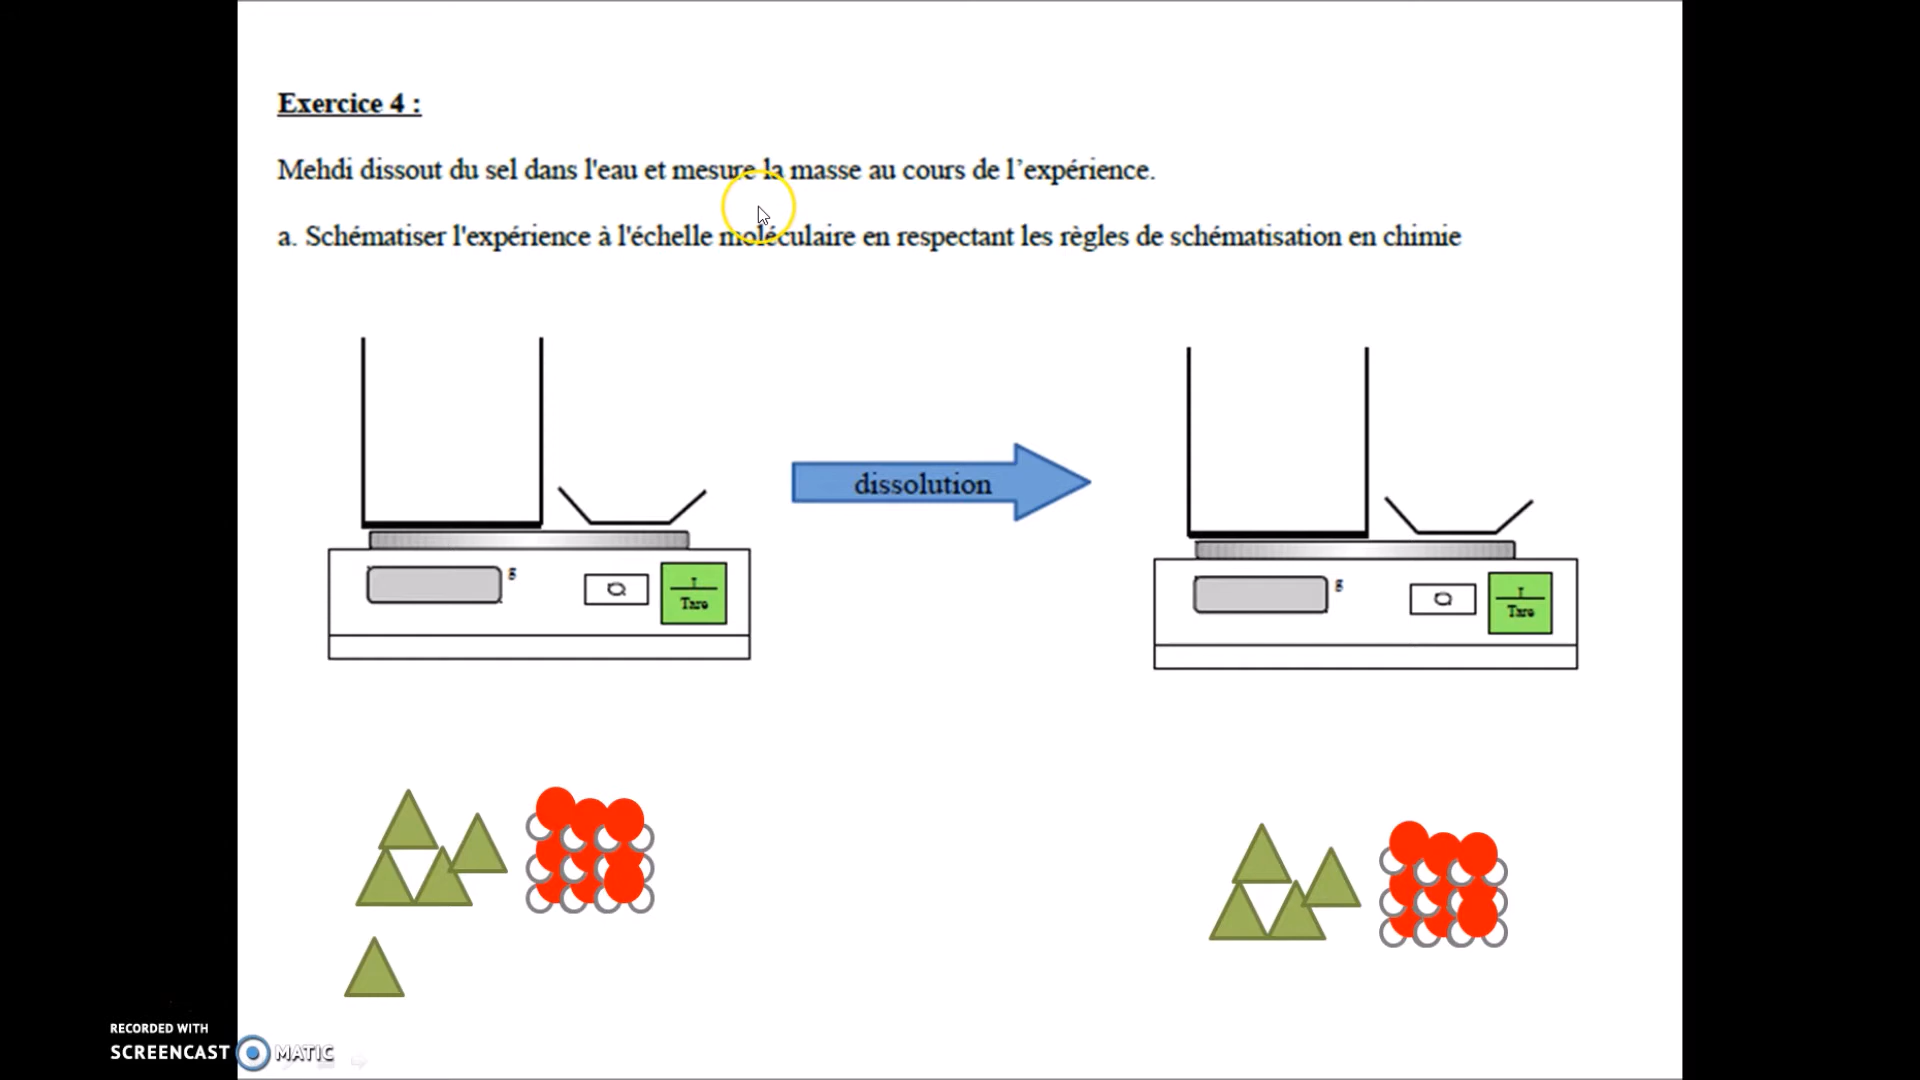 Exercice 4 :
Mehdi dissout du sel dans l'eau et mesure la masse au cours de l’expérience.
a. Schématiser l'expérience à l'échelle moléculaire en respectant les règles de schématisation en chimie
dissolution
g
Tare
g
Tare
RECORDED WITH
SCREENCAST MATIC